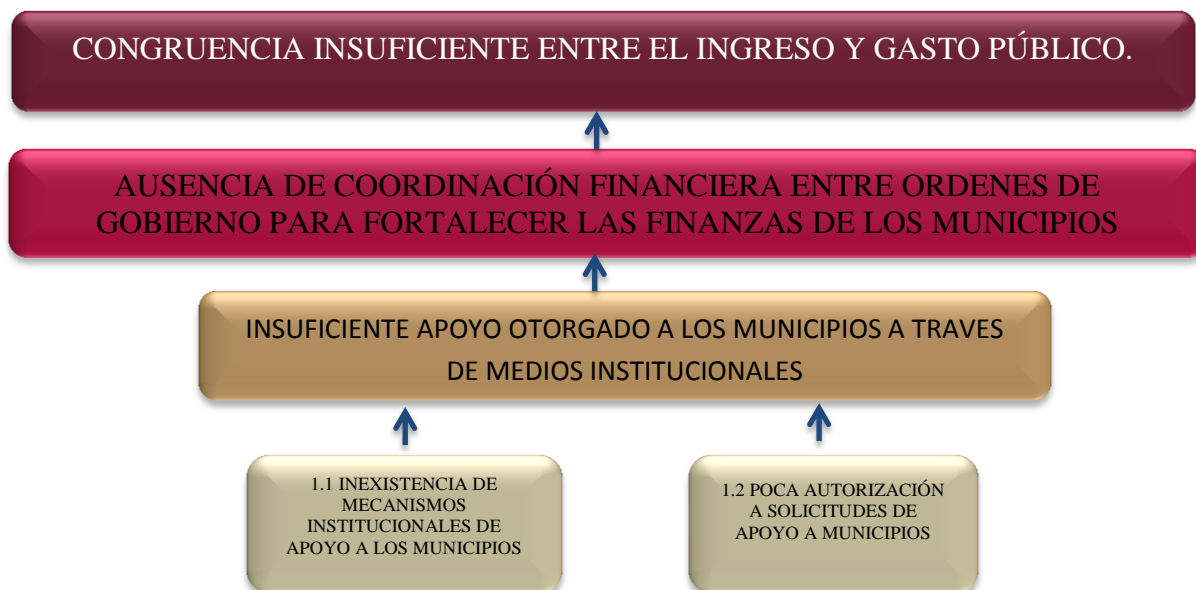 CONGRUENCIA INSUFICIENTE ENTRE EL INGRESO Y GASTO PÚBLICO.
AUSENCIA DE COORDINACIÓN FINANCIERA ENTRE ORDENES DE
GOBIERNO PARA FORTALECER LAS FINANZAS DE LOS MUNICIPIOS
INSUFICIENTE APOYO OTORGADO A LOS MUNICIPIOS A TRAVES
DE MEDIOS INSTITUCIONALES
1.1 INEXISTENCIA DE
MECANISMOS
INSTITUCIONALES DE
APOYO A LOS MUNICIPIOS
1.2 POCA AUTORIZACIÓN
A SOLICITUDES DE
APOYO A MUNICIPIOS